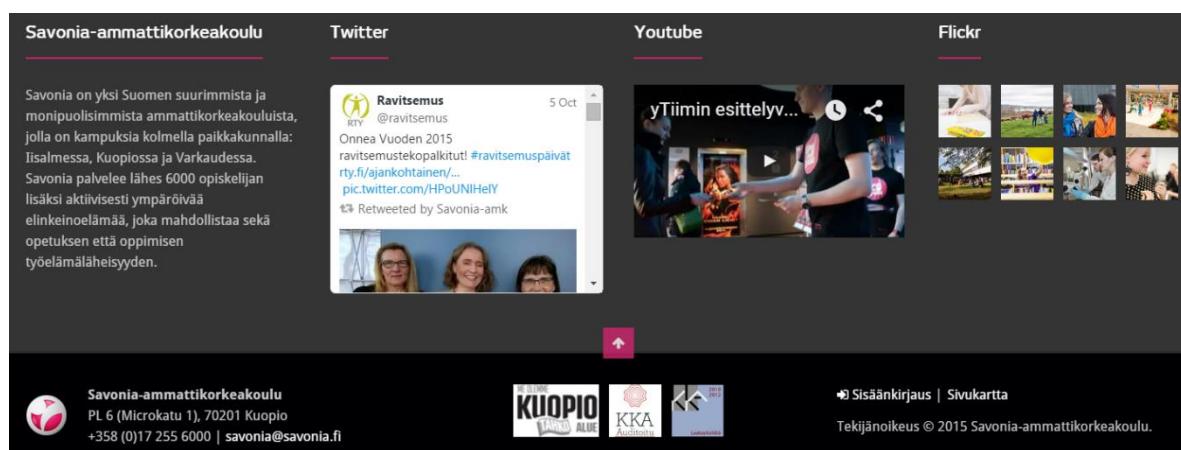 Savonia-ammattikorkeakoulu
Savonia on yksi Suomen suurimmista ja
monipuolisimmista ammattikorkeakouluista,
jolla on kampuksia kolmella paikkakunnalla:
Iisalmessa, Kuopiossa ja Varkaudessa.
Savonia palvelee lähes 6000 opiskelijan
lisäksi aktiivisesti ympäröivää
elinkeinoelämää, joka mahdollistaa sekä
opetuksen että oppimisen
työelämäläheisyyden.
Twitter
RTY
Ravitsemus
5 Oct
@ravitsemus
Onnea Vuoden 2015
ravitsemustekopalkitut! #ravitsemuspäivät
rty.fi/ajankohtainen/...
pic.twitter.com/HPoUNIHelY
Retweeted by Savonia-amk
Youtube
yTiimin esittelyv...
Flickr
Savonia-ammattikorkeakoulu
PL 6 (Microkatu 1), 70201 Kuopio
+358 (0)17 255 6000 | savonia@savonia.fi
ME OLEMME
KUOPIO
TAHKO ALUE
KKA
Auditoitu
Sisäänkirjaus | Sivukartta
Tekijänoikeus © 2015 Savonia-ammattikorkeakoulu.